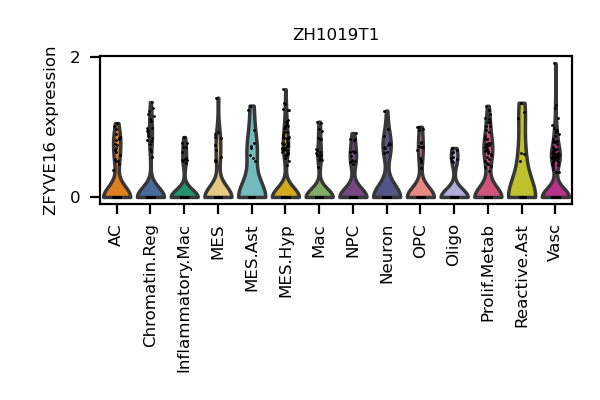 ZH1019T1
ZFYVE16 expression
2
0
AC
Chromatin.Reg
Inflammatory.Mac
MES
MES.Ast
MES.Hyp
Mac
NPC
Neuron
OPC
Oligo
Prolif.Metab
Reactive.Ast
Vasc